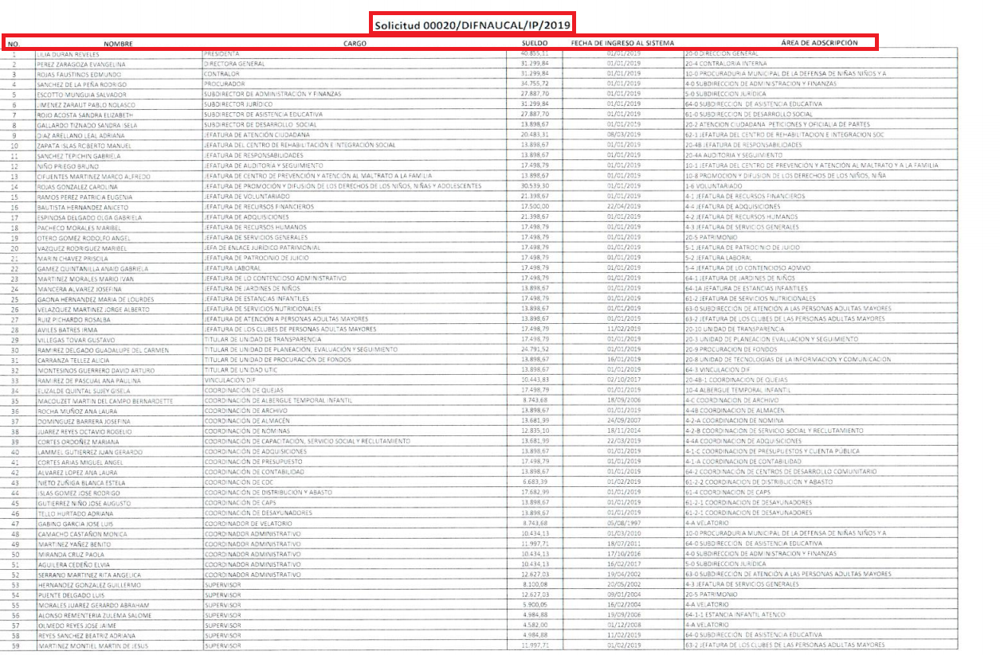 Solicitud 00020/DIFNAUCAL/IP/2019
NO. NOMBRE CARGO SUELDO FECHA DE INGRESO AL SISTEMA ÁREA DE ADSCRIPCIÓN
1 LILIA DURAN REVELES PRESIDENTA 40.855,11 01/01/2019 20-0 DIRECCIÓN GENERAL
2 PEREZ ZARAGOZA EVANGELINA DIRECTORA GENERAL 31.299,84 01/01/2019 20-4 CONTRALORIA INTERNA
3 ROJAS FAUSTINOS EDMUNDO CONTRALOR 31.299,84 01/01/2019 10-0 PROCURADURIA MUNICIPAL DE LA DEFENSA DE NIÑAS NIÑOS Y A
4 SANCHEZ DE LA PEÑA RODRIGO PROCURADOR 34.755,72 01/01/2019 4-0 SUBDIRECCION DE ADMINISTRACION Y FINANZAS
5 ESCOTTO MUNGUIA SALVADOR SUBDIRECTOR DE ADMINISTRACIÓN Y FINANZAS 27.887,70 01/01/2019 5-0 SUBDIRECCION JURIDICA
6 JIMENEZ ZARAUT PABLO NOLASCO SUBDIRECTOR JURÍDICO 31.299,84 01/01/2019 64-0 SUBDIRECCIÓN DE ASISTENCIA EDUCATIVA
7 ROJO ACOSTA SANDRA ELIZABETH SUBDIRECTOR DE ASISTENCIA EDUCATIVA 27.887,70 01/01/2019 61-0 SUBDIRECCION DE DESARROLLO SOCIAL
8 GALLARDO TIZNADO SANDRA ISELA SUBDIRECTOR DE DESARROLLO SOCIAL 13.898,67 01/01/2019 20-2 ATENCION CIUDADANA PETICIONES Y OFICIALIA DE PARTES
9 DIAZ ARELLANO LEAL ADRIANA JEFATURA DE ATENCIÓN CIUDADANA 20.483,31 08/03/2019 62-1 JEFATURA DEL CENTRO DE REHABILITACION E INTEGRACION SOC
10 ZAPATA ISLAS ROBERTO MANUEL JEFATURA DEL CENTRO DE REHABILITACIÓN E INTEGRACIÓN SOCIAL 13.898,67 01/01/2019 20-4B JEFATURA DE RESPONSABILIDADES
11 SANCHEZ TEPICHIN GABRIELA JEFATURA DE RESPONSABILIDADES 13.898,67 01/01/2019 20-4A AUDITORIA Y SEGUIMIENTO
12 NIÑO PRIEGO BRUNO JEFATURA DE AUDITORIA Y SEGUIMIENTO 17.498,79 01/01/2019 10-1 JEFATURA DEL CENTRO DE PREVENCIÓN Y ATENCIÓN AL MALTRATO Y A LA FAMILIA
13 CIFUENTES MARTINEZ MARCO ALFREDO JEFATURA DE CENTRO DE PREVENCIÓN Y ATENCIÓN AL MALTRATO A LA FAMILIA 13.898,67 01/01/2019 10-8 PROMOCION Y DIFUSION DE LOS DERECHOS DE LOS NIÑOS, NIÑA
14 ROJAS GONZALEZ CAROLINA JEFATURA DE PROMOCIÓN Y DIFUSIÓN DE LOS DERECHOS DE LOS NIÑOS, NIÑAS Y ADOLESCENTES 30.539,30 01/01/2019 1-6 VOLUNTARIADO
15 RAMOS PEREZ PATRICIA EUGENIA JEFATURA DE VOLUNTARIADO 21.398,67 01/01/2019 4-1 JEFATURA DE RECURSOS FINANCIEROS
16 BAUTISTA HERNANDEZ ANICETO JEFATURA DE RECURSOS FINANCIEROS 17.500,00 22/04/2019 4-4 JEFATURA DE ADQUISICIONES
17 ESPINOSA DELGADO OLGA GABRIELA JEFATURA DE ADQUISICIONES 21.398,67 01/01/2019 4-2 JEFATURA DE RECURSOS HUMANOS
18 PACHECO MORALES MARIBEL JEFATURA DE RECURSOS HUMANOS 17.498,79 01/01/2019 4-3 JEFATURA DE SERVICIOS GENERALES
19 OTERO GOMEZ RODOLFO ANGEL JEFATURA DE SERVICIOS GENERALES 17.498,79 01/01/2019 20-5 PATRIMONIO
20 VAZQUEZ RODRIGUEZ MARIBEL JEFA DE ENLACE JURÍDICO PATRIMONIAL 17.498,79 01/01/2019 5-1 JEFATURA DE PATROCINIO DE JUICIO
21 MARIN CHAVEZ PRISCILA JEFATURA DE PATROCINIO DE JUICIO 17.498,79 01/01/2019 5-2 JEFATURA LABORAL
22 GAMEZ QUINTANILLA ANAID GABRIELA JEFATURA LABORAL 17.498,79 01/01/2019 5-4 JEFATURA DE LO CONTENCIOSO ADMVO
23 MARTINEZ MORALES MARIO IVAN JEFATURA DE LO CONTENCIOSO ADMINISTRATIVO 17.498,79 01/01/2019 64-1 JEFATURA DE JARDINES DE NIÑOS
24 MANCERA ALVAREZ JOSEFINA JEFATURA DE JARDINES DE NIÑOS 13.898,67 01/01/2019 64-1A JEFATURA DE ESTANCIAS INFANTILES
25 GAONA HERNANDEZ MARIA DE LOURDES JEFATURA DE ESTANCIAS INFANTILES 17.498,79 01/01/2019 61-2 JEFATURA DE SERVICIOS NUTRICIONALES
26 VELAZQUEZ MARTINEZ JORGE ALBERTO JEFATURA DE SERVICIOS NUTRICIONALES 13.898,67 01/01/2019 63-0 SUBDIRECCIÓN DE ATENCIÓN A LAS PERSONAS ADULTAS MAYORES
27 RUIZ PICHARDO ROSALBA JEFATURA DE ATENCIÓN A PERSONAS ADULTAS MAYORES 13.898,67 01/01/2019 63-2 JEFATURA DE LOS CLUBES DE LAS PERSONAS ADULTAS MAYORES
28 AVILES BATRES IRMA JEFATURA DE LOS CLUBES DE PERSONAS ADULTAS MAYORES 17.498,79 11/02/2019 20-10 UNIDAD DE TRANSPARENCIA
29 VILLEGAS TOVAR GUSTAVO TITULAR DE UNIDAD DE TRANSPARENCIA 17.498,79 01/01/2019 20-3 UNIDAD DE PLANEACION EVALUACION Y SEGUIMIENTO
30 RAMIREZ DELGADO GUADALUPE DEL CARMEN TITULAR DE UNIDAD DE PLANEACIÓN, EVALUACIÓN Y SEGUIMIENTO 24.791,52 01/01/2019 20-9 PROCURACION DE FONDOS
31 CARRANZA TELLEZ ALICIA TITULAR DE UNIDAD DE PROCURACIÓN DE FONDOS 13.898,67 16/01/2019 20-8 UNIDAD DE TECNOLOGIAS DE LA INFORMACION Y COMUNICACIÓN
32 MONTESINOS GUERRERO DAVID ARTURO TITULAR DE UNIDAD UTIC 13.898,67 01/01/2019 64-3 VINCULACION DIF
33 RAMIREZ DE PASCUAL ANA PAULINA VINCULACION DIF 10.443,83 02/10/2017 20-4B-1 COORDINACION DE QUEJAS
34 ELIZALDE QUINTAL SUJEY GISELA COORDINACIÓN DE QUEJAS 17.498,79 01/01/2019 10-4 ALBERGUE TEMPORAL INFANTIL
35 MACOUZET MARTIN DEL CAMPO BERNARDETTE COORDINACIÓN DE ALBERGUE TEMPORAL INFANTIL 8.743,68 18/09/2006 4-C COORDINACION DE ARCHIVO
36 ROCHA MUÑOZ ANA LAURA COORDINACIÓN DE ARCHIVO 13.898,67 01/01/2019 4-4B COORDINACION DE ALMACEN
37 DOMINGUEZ BARRERA JOSEFINA COORDINACIÓN DE ALMACÉN 13.681,99 24/09/2007 4-2-A COORDINACION DE NOMINA
38 JUAREZ REYES OCTAVIO ROGELIO COORDINACIÓN DE NÓMINAS 12.835,10 18/11/2014 4-2-B COORDINACION DE SERVICIO SOCIAL Y RECLUTAMIENTO
39 CORTES ORDOÑEZ MARIANA COORDINACIÓN DE CAPACITACIÓN, SERVICIO SOCIAL Y RECLUTAMIENTO 13.681,99 22/03/2019 4-4A COORDINACION DE ADQUISICIONES
40 LAMMEL GUTIERREZ JUAN GERARDO COORDINACIÓN DE ADQUISICIONES 13.898,67 01/01/2019 4-1-C COORDINACION DE PRESUPUESTOS Y CUENTA PÚBLICA
41 CORTES ARIAS MIGUEL ANGEL COORDINACIÓN DE PRESUPUESTO 17.498,79 01/01/2019 4-1-A COORDINACION DE CONTABILIDAD
42 ALVAREZ LOPEZ ANA LAURA COORDINACIÓN DE CONTABILIDAD 13.898,67 01/01/2019 64-2 COORDINACIÓN DE CENTROS DE DESARROLLO COMUNITARIO
43 NIETO ZUÑIGA BLANCA ESTELA COORDINACIÓN DE CDC 6.683,39 01/02/2019 61-2-2 COORDINACION DE DISTRIBUCION Y ABASTO
44 ISLAS GOMEZ JOSE RODRIGO COORDINACIÓN DE DISTRIBUCIÓN Y ABASTO 17.682,99 01/01/2019 61-4 COORDINACION DE CAPS
45 GUTIERREZ NIÑO JOSE AUGUSTO COORDINACIÓN DE CAPS 13.898,67 01/01/2019 61-2-1 COORDINACION DE DESAYUNADORES
46 TELLO HURTADO ADRIANA COORDINACIÓN DE DESAYUNADORES 13.898,67 01/01/2019 61-2-1 COORDINACION DE DESAYUNADORES
47 GABINO GARCIA JOSE LUIS COORDINADOR DE VELATORIO 8.743,68 05/08/1997 4-A VELATORIO
48 CAMACHO CASTAÑON MONICA COORDINADOR ADMINISTRATIVO 10.434,13 01/03/2010 10-0 PROCURADURIA MUNICIPAL DE LA DEFENSA DE NIÑAS NIÑOS Y A
49 MARTINEZ YAÑEZ BENITO COORDINADOR ADMINISTRATIVO 11.997,71 18/07/2011 64-0 SUBDIRECCIÓN DE ASISTENCIA EDUCATIVA
50 MIRANDA CRUZ PAOLA COORDINADOR ADMINISTRATIVO 10.434,13 17/10/2016 4-0 SUBDIRECCION DE ADMINISTRACION Y FINANZAS
51 AGUILERA CEDEÑO ELVIA COORDINADOR ADMINISTRATIVO 10.434,13 16/02/2017 5-0 SUBDIRECCION JURIDICA
52 SERRANO MARTINEZ RITA ANGELICA COORDINADOR ADMINISTRATIVO 12.627,03 19/04/2002 63-0 SUBDIRECCIÓN DE ATENCIÓN A LAS PERSONAS ADULTAS MAYORES
53 HERNANDEZ GONZALEZ GUILLERMO SUPERVISOR 8.100,08 20/05/2002 4-3 JEFATURA DE SERVICIOS GENERALES
54 PUENTE DELGADO LUIS SUPERVISOR 12.627,03 09/01/2004 20-5 PATRIMONIO
55 MORALES JUAREZ GERARDO ABRAHAM SUPERVISOR 5.900,05 16/02/2004 4-A VELATORIO
56 ALONSO REMENTERIA ZULEMA SALOME SUPERVISOR 4.984,88 19/09/2006 64-1-1 ESTANCIA INFANTIL ATENCO
57 OLMEDO REYES JOSE JAIME SUPERVISOR 4.582,00 01/12/2008 4-A VELATORIO
58 REYES SANCHEZ BEATRIZ ADRIANA SUPERVISOR 4.984,88 11/02/2019 64-0 SUBDIRECCIÓN DE ASISTENCIA EDUCATIVA
59 MARTINEZ MONTIEL MARTIN DE JESUS SUPERVISOR 11.997,71 01/02/2019 63-2 JEFATURA DE LOS CLUBES DE LAS PERSONAS ADULTAS MAYORES